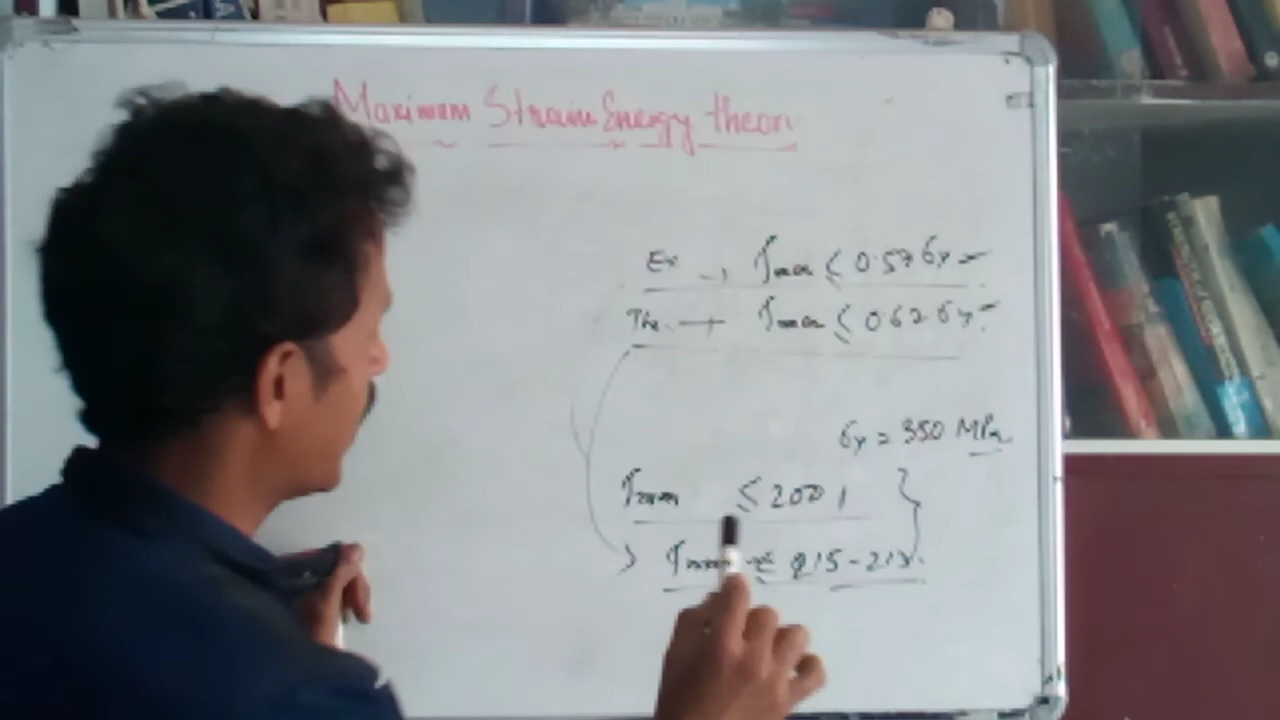 Maximum Strain Energy theory
Ex → τmax ≤ 0.57 σy
The. → τmax ≤ 0.62 σy
σy = 350 MPa
τmax ≤ 200
τmax ≤ 215 - 218